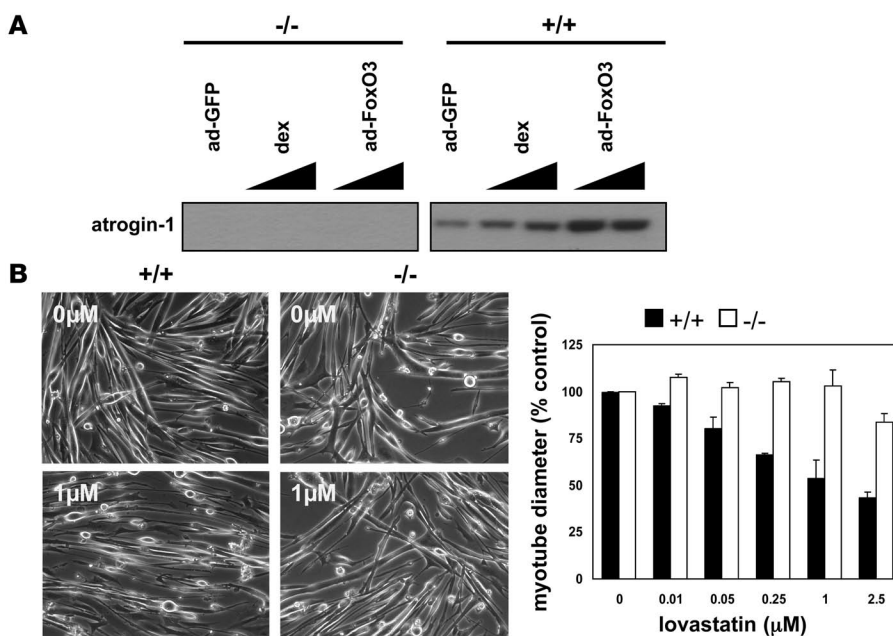 A
-/-
+/+
ad-GFP
dex
ad-FoxO3
ad-GFP
dex
ad-FoxO3
atrogin-1
B
+/+
-/-
0µM
0µM
1µM
1µM
+/+
-/-
125
100
75
50
25
0
myotube diameter (% control)
0 0.01 0.05 0.25 1 2.5
lovastatin (µM)